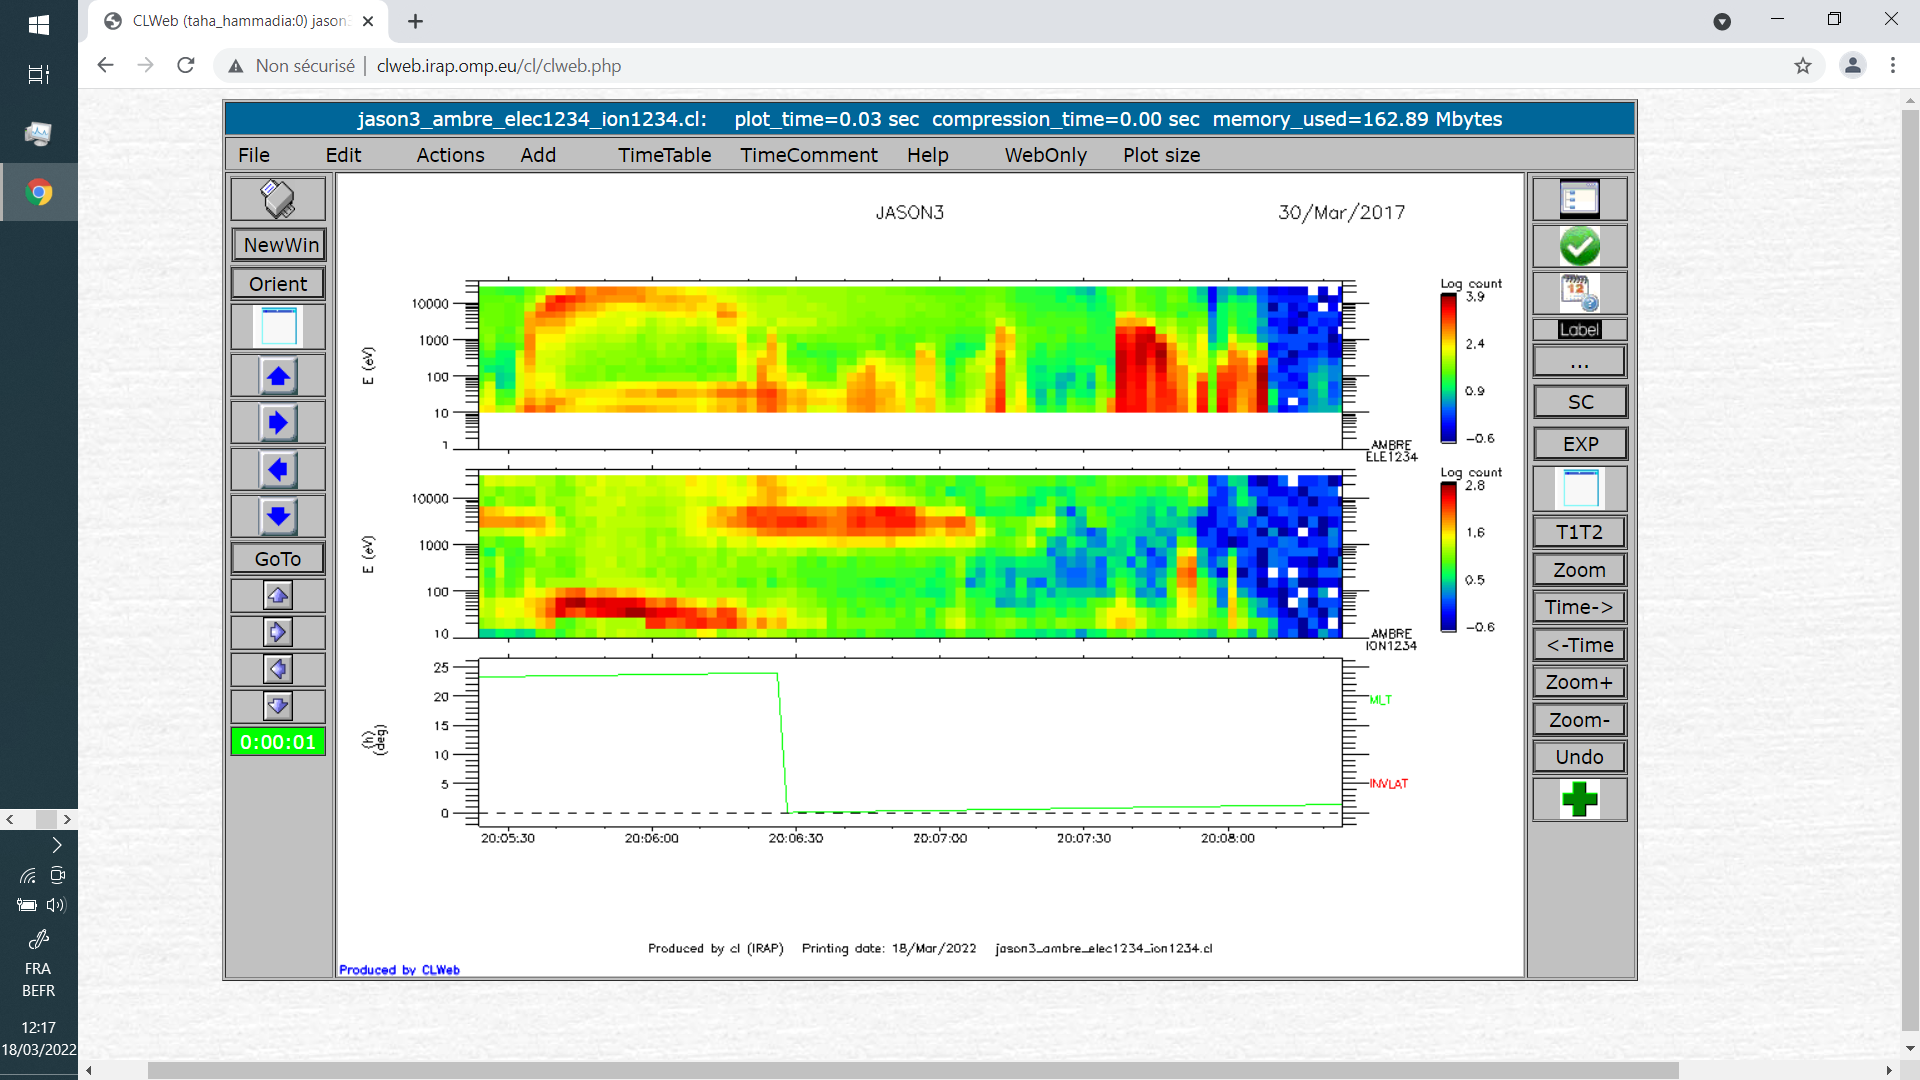 CLWeb (taha_hammadia:0) jason
Non sécurisé | clweb.irap.omp.eu/cl/clweb.php
jason3_ambre_elec1234_ion1234.cl: plot_time=0.03 sec compression_time=0.00 sec memory_used=162.89 Mbytes
File Edit Actions Add TimeTable TimeComment Help WebOnly Plot size
NewWin
Orient
GoTo
0:00:01
JASON3 30/Mar/2017
E (eV)
10000
1000
100
10
1
AMBRE
ELE1234
Log count
3.9
2.4
0.9
-0.6
E (eV)
10000
1000
100
10
AMBRE
ION1234
Log count
2.8
1.6
0.5
-0.6
(h)
(deg)
25
20
15
10
5
0
MLT
INVLAT
20:05:30 20:06:00 20:06:30 20:07:00 20:07:30 20:08:00
Produced by cl (IRAP) Printing date: 18/Mar/2022 jason3_ambre_elec1234_ion1234.cl
Produced by CLWeb
12
Label
...
SC
EXP
T1T2
Zoom
Time->
<-Time
Zoom+
Zoom-
Undo
FRA
BEFR
12:17
18/03/2022